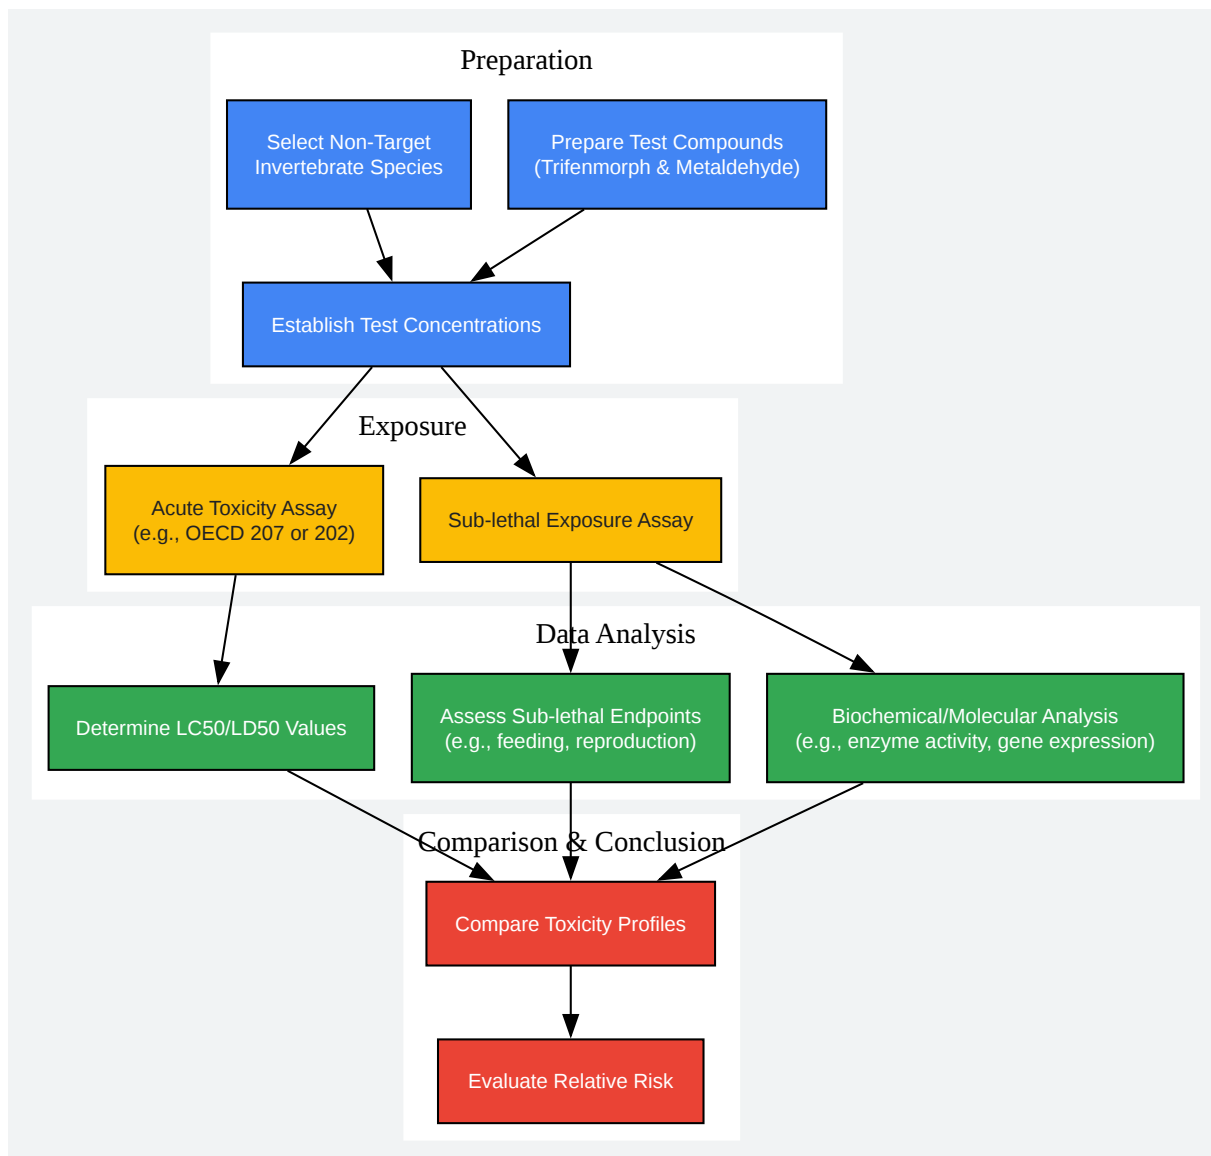 Preparation
Select Non-Target
Invertebrate Species
Prepare Test Compounds
(Trifenmorph & Metaldehyde)
Establish Test Concentrations
Exposure
Acute Toxicity Assay
(e.g., OECD 207 or 202)
Sub-lethal Exposure Assay
Data Analysis
Determine LC50/LD50 Values
Assess Sub-lethal Endpoints
(e.g., feeding, reproduction)
Biochemical/Molecular Analysis
(e.g., enzyme activity, gene expression)
Comparison & Conclusion
Compare Toxicity Profiles
Evaluate Relative Risk